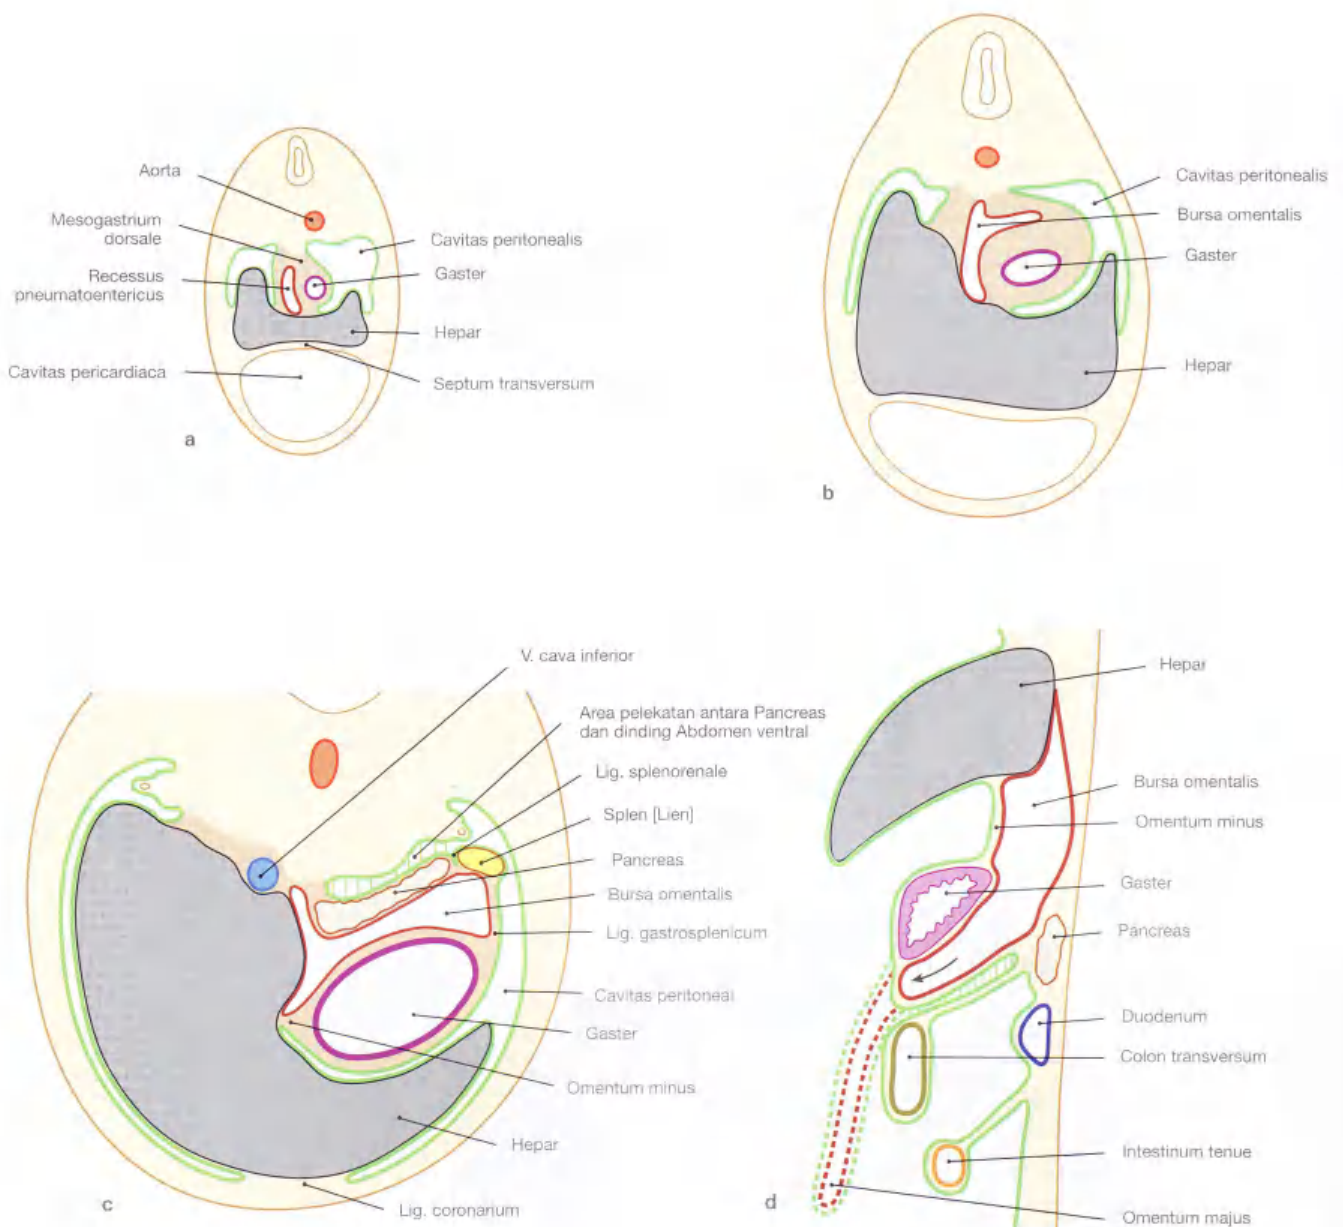 Aorta
Mesogastrium
dorsale
Recessus
pneumatoentericus
Cavitas pericardiaca
Cavitas peritonealis
Gaster
Hepar
Septum transversum
a
Cavitas peritonealis
Bursa omentalis
Gaster
Hepar
b
V. cava inferior
Area pelekatan antara Pancreas
dan dinding Abdomen ventral
Lig. splenorenale
Splen [Lien]
Pancreas
Bursa omentalis
Lig. gastrosplenicum
Cavitas peritoneal
Gaster
Omentum minus
Hepar
Lig. coronarium
c
Hepar
Bursa omentalis
Omentum minus
Gaster
Pancreas
Duodenum
Colon transversum
Intestinum tenue
Omentum majus
d